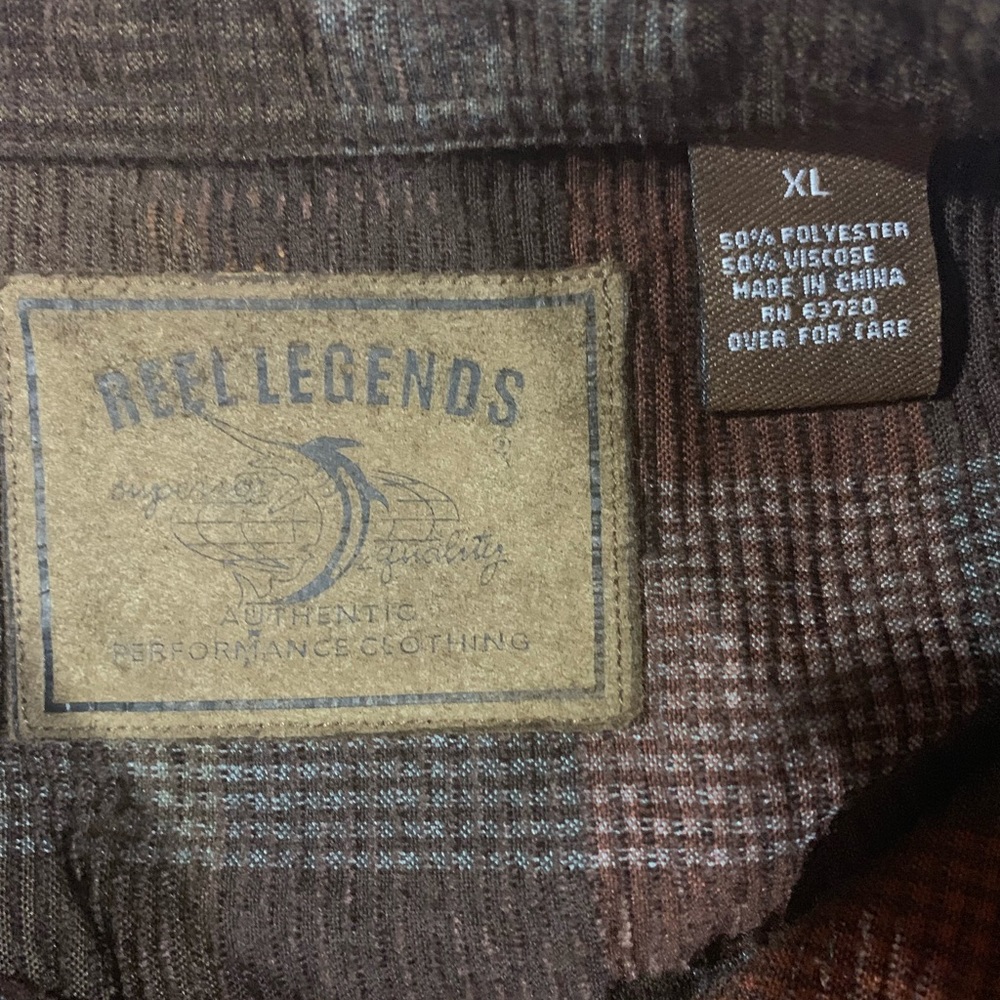 REEL LEGENDS
®
superior
quality
AUTHENTIC
PERFORMANCE CLOTHING
XL
50% POLYESTER
50% VISCOSE
MADE IN CHINA
RN 63720
OVER FOR CARE